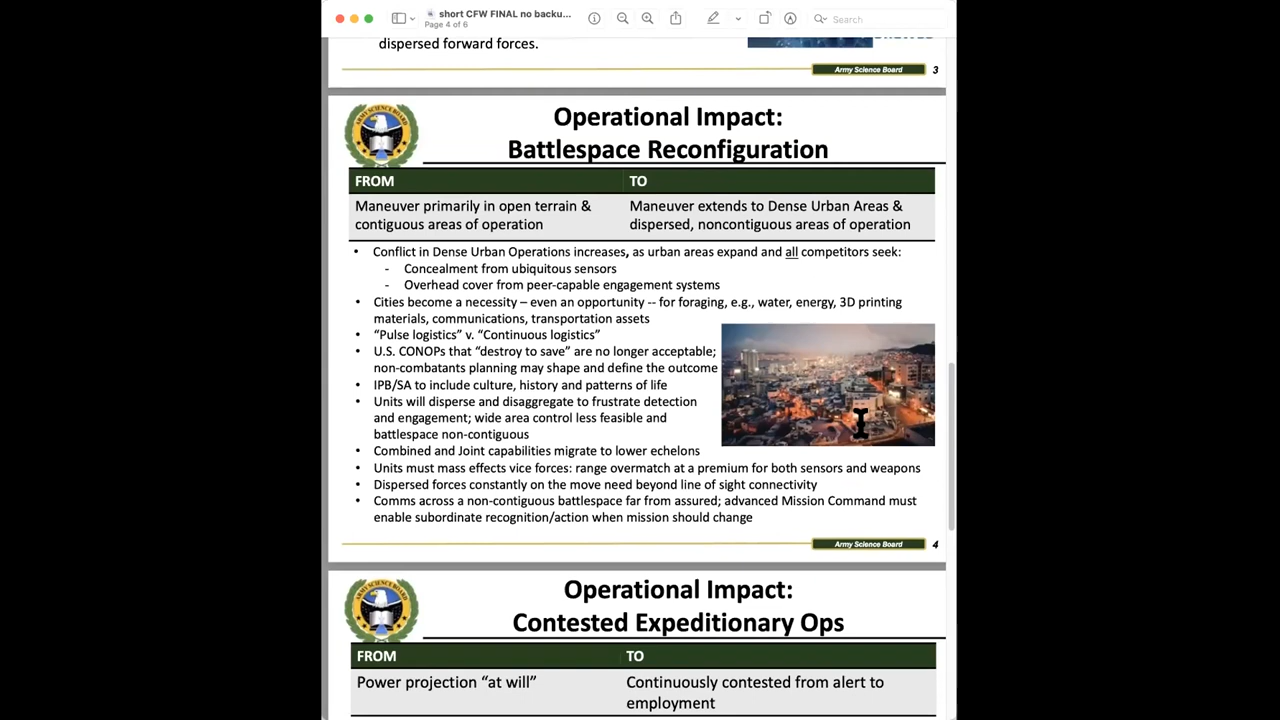 short CFW FINAL no backu...
Page 4 of 6
Search
dispersed forward forces.
Army Science Board 3
Operational Impact:
Battlespace Reconfiguration
FROM TO
Maneuver primarily in open terrain & Maneuver extends to Dense Urban Areas &
contiguous areas of operation dispersed, noncontiguous areas of operation
• Conflict in Dense Urban Operations increases, as urban areas expand and all competitors seek:
- Concealment from ubiquitous sensors
- Overhead cover from peer-capable engagement systems
• Cities become a necessity – even an opportunity -- for foraging, e.g., water, energy, 3D printing
materials, communications, transportation assets
• “Pulse logistics” v. “Continuous logistics”
• U.S. CONOPs that “destroy to save” are no longer acceptable;
non-combatants planning may shape and define the outcome
• IPB/SA to include culture, history and patterns of life
• Units will disperse and disaggregate to frustrate detection
and engagement; wide area control less feasible and
battlespace non-contiguous
• Combined and Joint capabilities migrate to lower echelons
• Units must mass effects vice forces: range overmatch at a premium for both sensors and weapons
• Dispersed forces constantly on the move need beyond line of sight connectivity
• Comms across a non-contiguous battlespace far from assured; advanced Mission Command must
enable subordinate recognition/action when mission should change
ARMY SCIENCE BOARD
Army Science Board 4
Operational Impact:
Contested Expeditionary Ops
ARMY SCIENCE BOARD
FROM TO
Power projection “at will” Continuously contested from alert to
employment